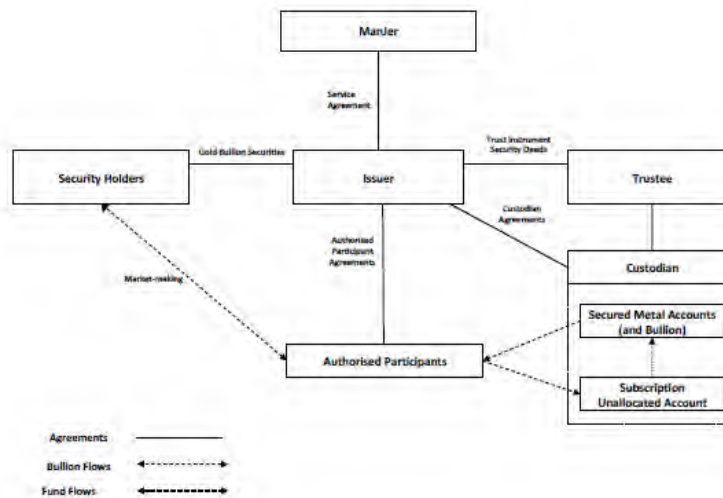 ManJer
Service
Agreement
Gold Bullion Securities
Trust Instrument
Security Deeds
Security Holders
Issuer
Trustee
Custodian
Agreements
Authorised
Participant
Agreements
Custodian
Market-making
Secured Metal Accounts
(and Bullion)
Authorised Participants
Subscription
Unallocated Account
Agreements
Bullion Flows
Fund Flows